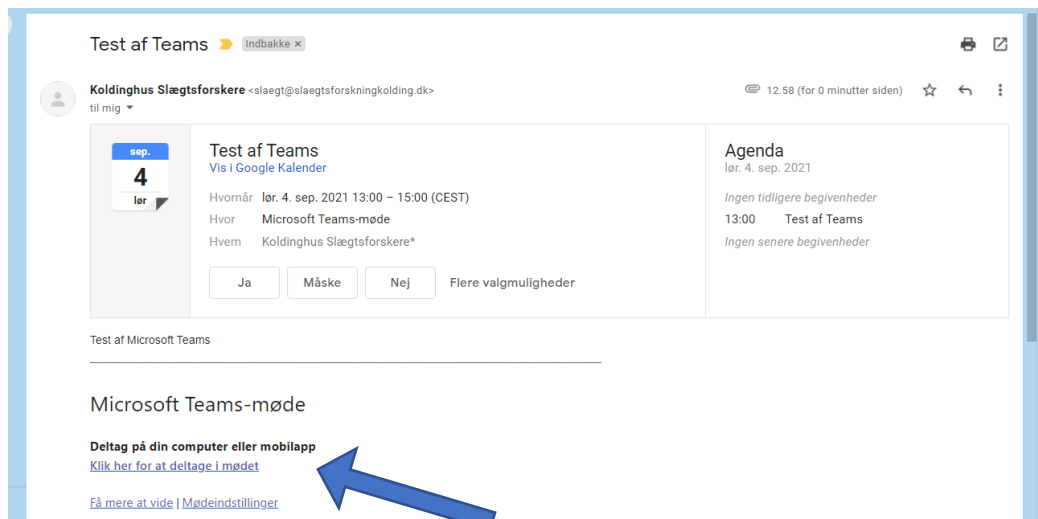 Test af Teams Indbakke ×
Koldinghus Slægtsforskere <slaegt@slaegtsforskningkolding.dk> 12.58 (for 0 minutter siden)
til mig
sep.
4
lør
Test af Teams
Vis i Google Kalender
Hvornår lør. 4. sep. 2021 13:00 – 15:00 (CEST)
Hvor Microsoft Teams-møde
Hvem Koldinghus Slægtsforskere*
Ja Måske Nej Flere valgmuligheder
Agenda
lør. 4. sep. 2021
Ingen tidligere begivenheder
13:00 Test af Teams
Ingen senere begivenheder
Test af Microsoft Teams
Microsoft Teams-møde
Deltag på din computer eller mobilapp
Klik her for at deltage i mødet
Få mere at vide | Mødeindstillinger